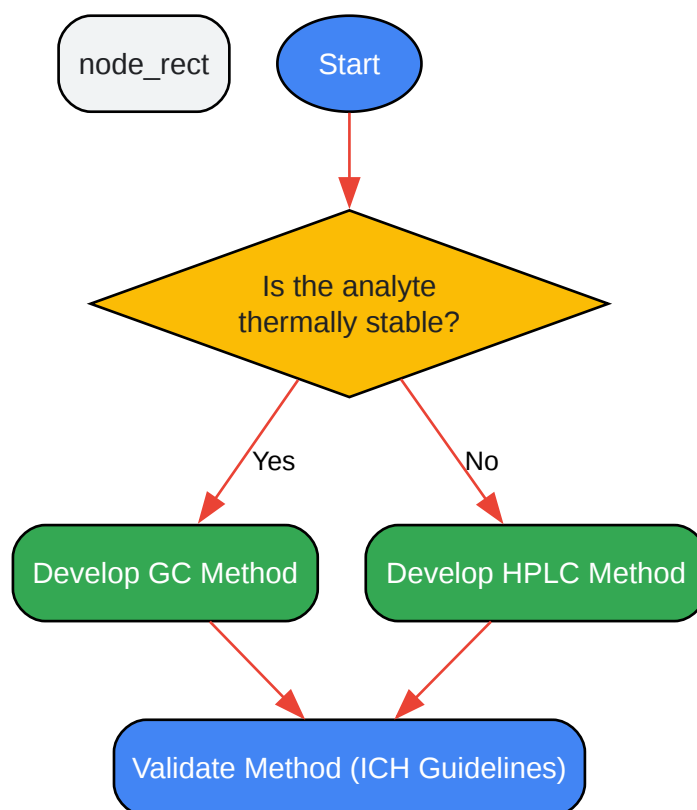 node_rect
Start
Is the analyte
thermally stable?
Yes
No
Develop GC Method
Develop HPLC Method
Validate Method (ICH Guidelines)